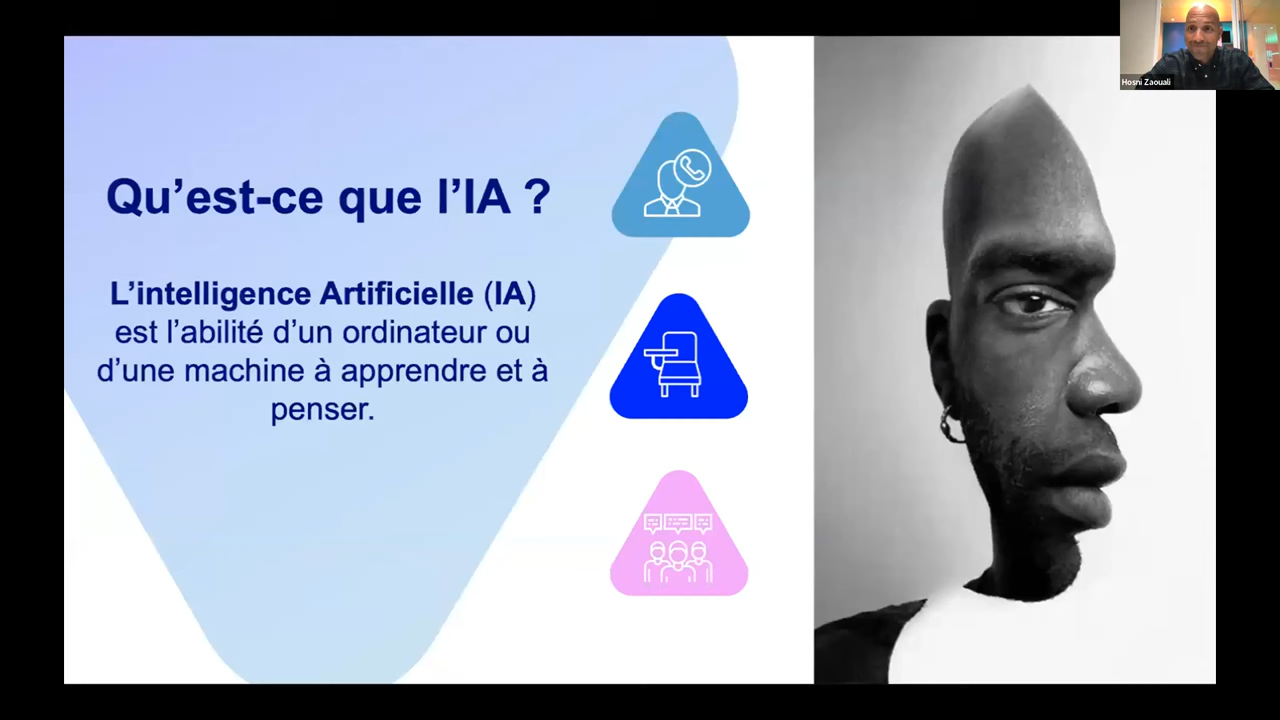 Hosni Zaouali
Qu’est-ce que l’IA ?
L’intelligence Artificielle (IA)
est l’abilité d’un ordinateur ou
d’une machine à apprendre et à
penser.